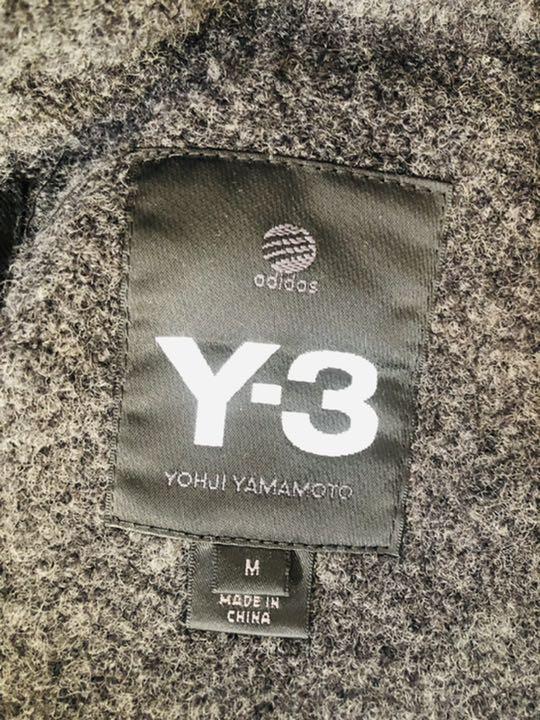 adidas
Y-3
YOHJI YAMAMOTO
M
MADE IN
CHINA